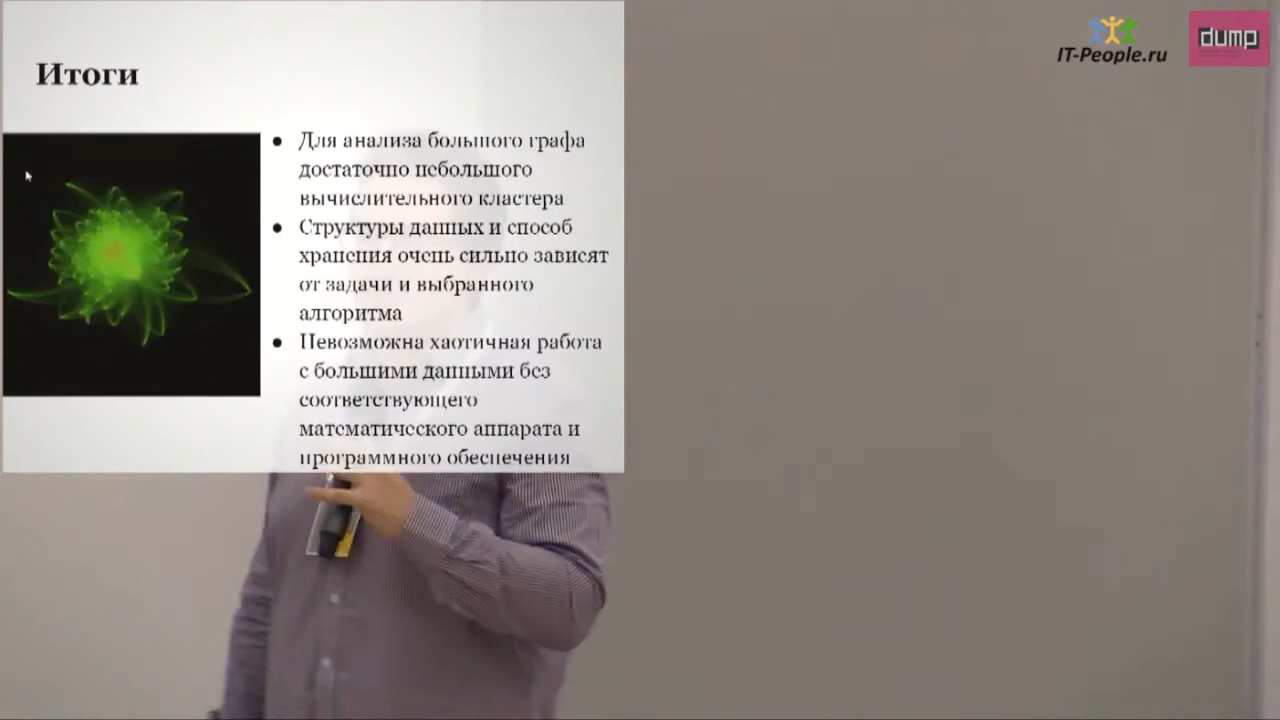 IT-People.ru
dump
Итоги
Для анализа большого графа
достаточно небольшого
вычислительного кластера
Структуры данных и способ
хранения очень сильно зависят
от задачи и выбранного
алгоритма
Невозможна хаотичная работа
с большими данными без
соответствующего
математического аппарата и
программного обеспечения